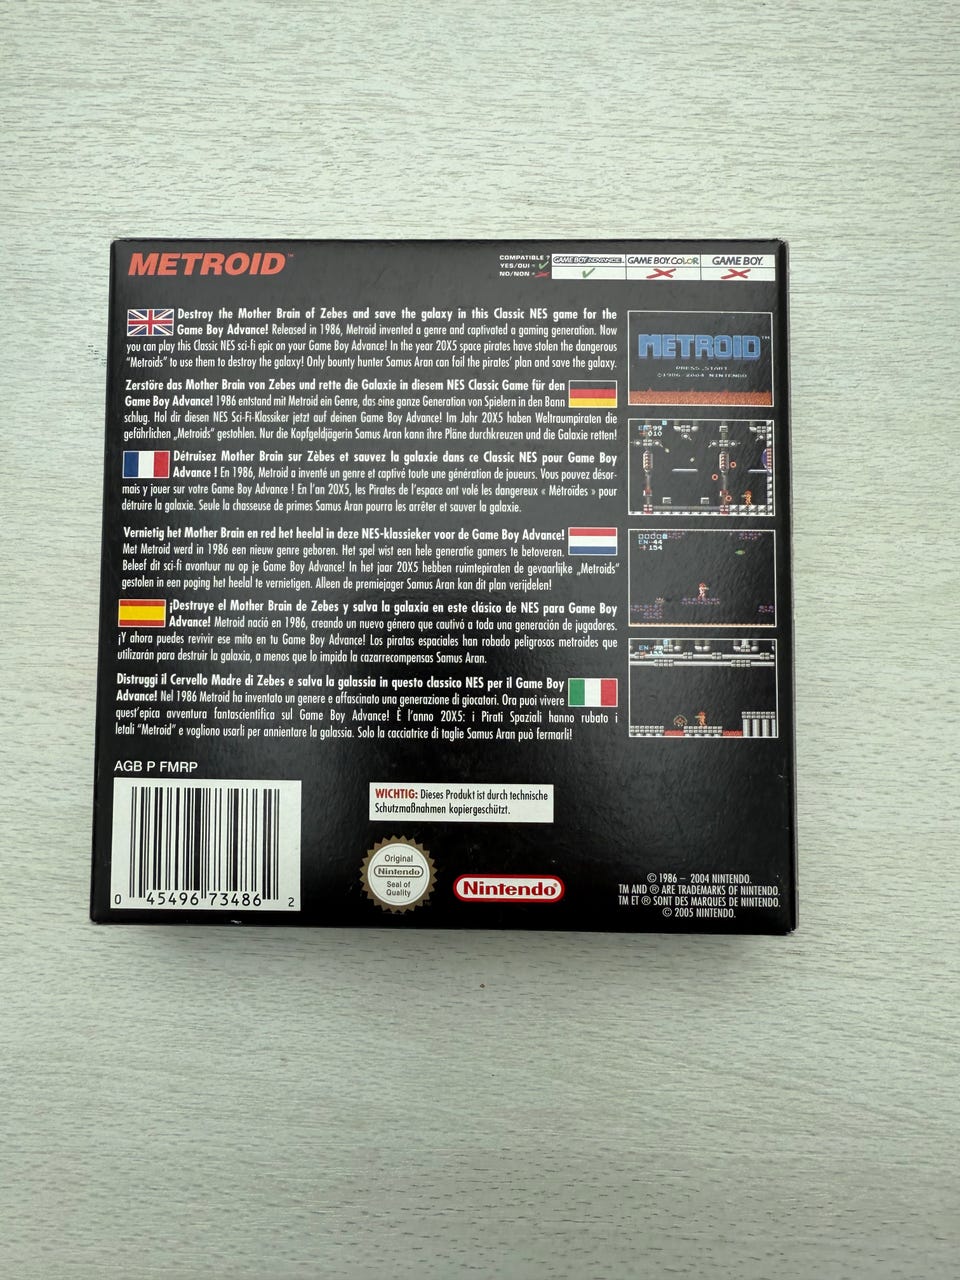 METROID™
COMPATIBLE ?
YES/OUI =
NO/NON =
GAME BOY ADVANCE.
GAME BOY COLOR
GAME BOY.
Destroy the Mother Brain of Zebes and save the galaxy in this Classic NES game for the
Game Boy Advance! Released in 1986, Metroid invented a genre and captivated a gaming generation. Now
you can play this Classic NES sci-fi epic on your Game Boy Advance! In the year 20X5 space pirates have stolen the dangerous
“Metroids” to use them to destroy the galaxy! Only bounty hunter Samus Aran can foil the pirates’ plan and save the galaxy.
Zerstöre das Mother Brain von Zebes und rette die Galaxie in diesem NES Classic Game für den
Game Boy Advance! 1986 entstand mit Metroid ein Genre, das eine ganze Generation von Spielern in den Bann
schlug. Hol dir diesen NES Sci-Fi-Klassiker jetzt auf deinen Game Boy Advance! Im Jahr 20X5 haben Weltraumpiraten die
gefährlichen „Metroids“ gestohlen. Nur die Kopfgeldjägerin Samus Aran kann ihre Pläne durchkreuzen und die Galaxie retten!
Détruisez Mother Brain sur Zèbes et sauvez la galaxie dans ce Classic NES pour Game Boy
Advance ! En 1986, Metroid a inventé un genre et captivé toute une génération de joueurs. Vous pouvez désor-
mais y jouer sur votre Game Boy Advance ! En l’an 20X5, les Pirates de l’espace ont volé les dangereux « Métroïdes » pour
détruire la galaxie. Seule la chasseuse de primes Samus Aran pourra les arrêter et sauver la galaxie.
Vernietig het Mother Brain en red het heelal in deze NES-klassieker voor de Game Boy Advance!
Met Metroid werd in 1986 een nieuw genre geboren. Het spel wist een hele generatie gamers te betoveren.
Beleef dit sci-fi avontuur nu op je Game Boy Advance! In het jaar 20X5 hebben ruimtepiraten de gevaarlijke „Metroids“
gestolen in een poging het heelal te vernietigen. Alleen de premiejager Samus Aran kan dit plan verijdelen!
¡Destruye el Mother Brain de Zebes y salva la galaxia en este clásico de NES para Game Boy
Advance! Metroid nació en 1986, creando un nuevo género que cautivó a toda una generación de jugadores.
¡Y ahora puedes revivir ese mito en tu Game Boy Advance! Los piratas espaciales han robado peligrosos metroides que
utilizarán para destruir la galaxia, a menos que lo impida la cazarrecompensas Samus Aran.
Distruggi il Cervello Madre di Zebes e salva la galassia in questo classico NES per il Game Boy
Advance! Nel 1986 Metroid ha inventato un genere e affascinato una generazione di giocatori. Ora puoi vivere
quest’epica avventura fantascientifica sul Game Boy Advance! È l’anno 20X5: i Pirati Spaziali hanno rubato i
letali “Metroid” e vogliono usarli per annientare la galassia. Solo la cacciatrice di taglie Samus Aran può fermarli!
METROID™
PRESS START
©1986-2004 NINTENDO
EN‥99
010
EN‥44
154
EN‥
AGB P FMRP
0 45496 73486 2
WICHTIG: Dieses Produkt ist durch technische
Schutzmaßnahmen kopiergeschützt.
Original
Nintendo
Seal of
Quality
Nintendo®
© 1986 – 2004 NINTENDO.
TM AND ® ARE TRADEMARKS OF NINTENDO.
TM ET ® SONT DES MARQUES DE NINTENDO.
© 2005 NINTENDO.